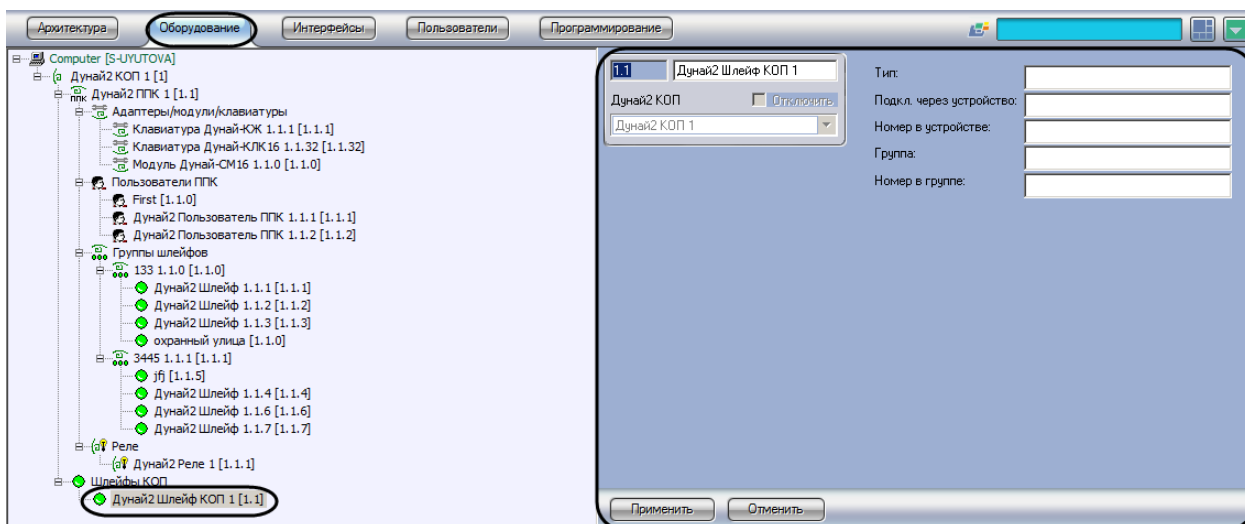 Архитектура Оборудование Интерфейсы Пользователи Программирование
Computer [S-UYUTOVA]
Дунай2 КОП 1 [1]
ППК Дунай2 ППК 1 [1.1]
Адаптеры/модули/клавиатуры
Клавиатура Дунай-КЖ 1.1.1 [1.1.1]
Клавиатура Дунай-КЛК16 1.1.32 [1.1.32]
Модуль Дунай-СМ16 1.1.0 [1.1.0]
Пользователи ППК
First [1.1.0]
Дунай2 Пользователь ППК 1.1.1 [1.1.1]
Дунай2 Пользователь ППК 1.1.2 [1.1.2]
Группы шлейфов
133 1.1.0 [1.1.0]
Дунай2 Шлейф 1.1.1 [1.1.1]
Дунай2 Шлейф 1.1.2 [1.1.2]
Дунай2 Шлейф 1.1.3 [1.1.3]
охранный улица [1.1.0]
3445 1.1.1 [1.1.1]
jfj [1.1.5]
Дунай2 Шлейф 1.1.4 [1.1.4]
Дунай2 Шлейф 1.1.6 [1.1.6]
Дунай2 Шлейф 1.1.7 [1.1.7]
Реле
Дунай2 Реле 1 [1.1.1]
Шлейфы КОП
Дунай2 Шлейф КОП 1 [1.1]
1.1 Дунай2 Шлейф КОП 1
Дунай2 КОП Отключить
Дунай2 КОП 1
Тип:
Подкл. через устройство:
Номер в устройстве:
Группа:
Номер в группе:
Применить Отменить